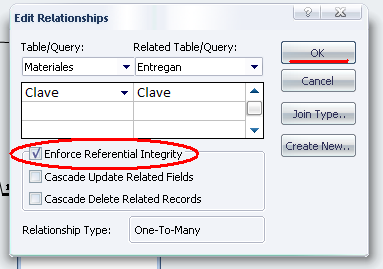 Edit Relationships
Table/Query: Related Table/Query:
Materiales Entregan
Clave Clave
Enforce Referential Integrity
Cascade Update Related Fields
Cascade Delete Related Records
Relationship Type: One-To-Many
OK
Cancel
Join Type..
Create New..